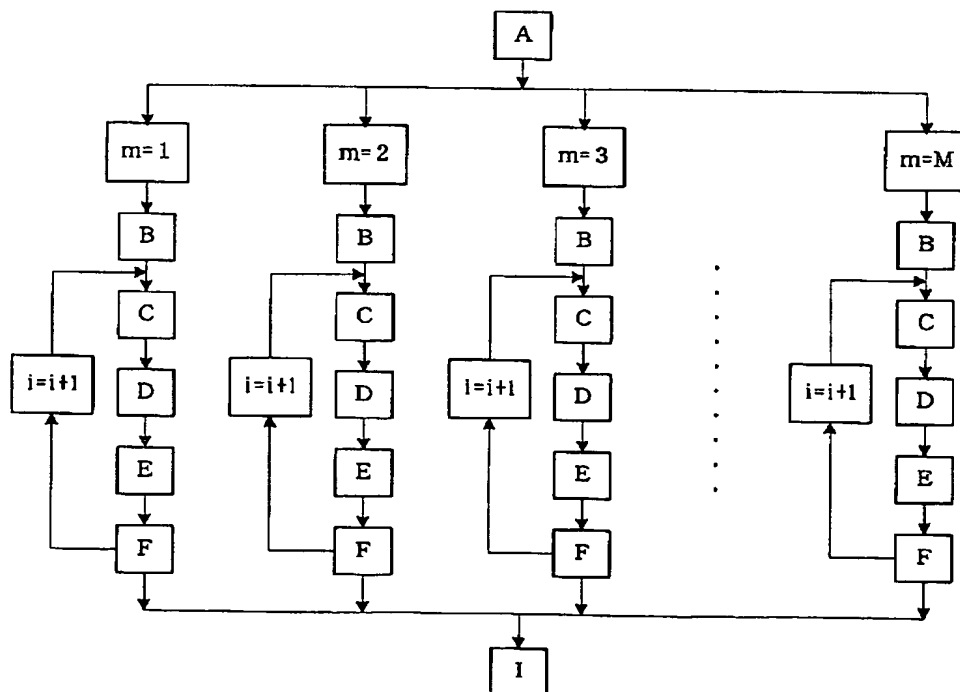 A
m=1 m=2 m=3 m=M
B B B B
C C C C
i=i+1 i=i+1 i=i+1 i=i+1
D D D D
E E E E
F F F F
I